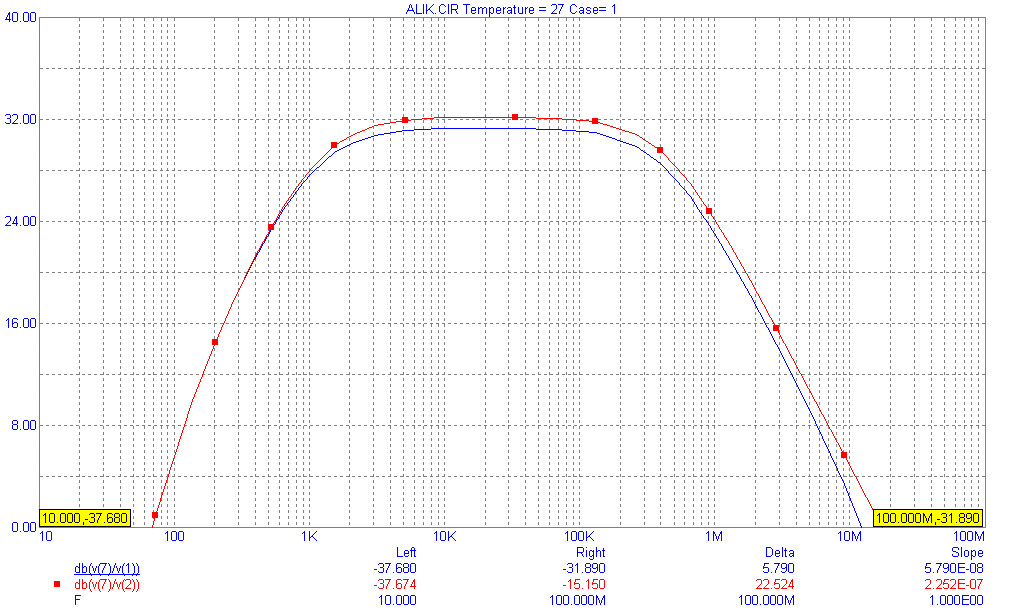 ALIK.CIR Temperature = 27 Case= 1
40.00
32.00
24.00
16.00
8.00
0.00
10.000,-37.680
100.000M,-31.890
10 100 1K 10K 100K 1M 10M 100M
Left Right Delta Slope
db(v(7)/v(1)) -37.680 -31.890 5.790 5.790E-08
db(v(7)/v(2)) -37.674 -15.150 22.524 2.252E-07
F 10.000 100.000M 100.000M 1.000E00